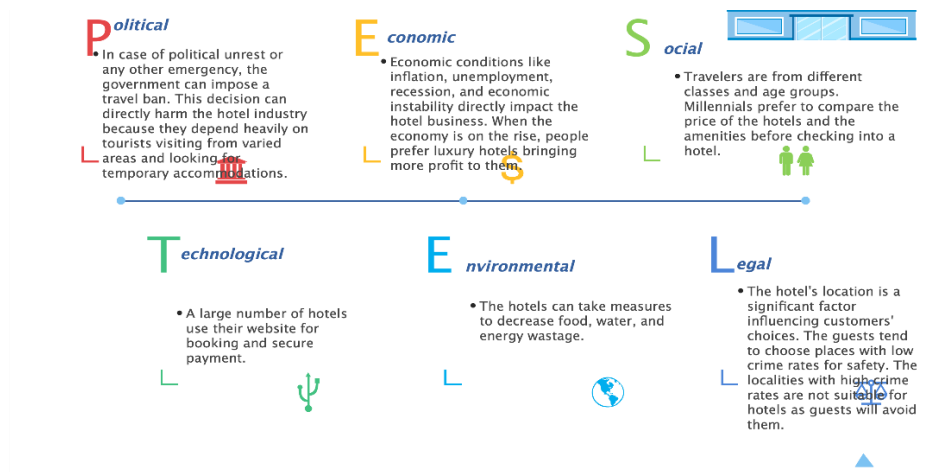 Political
• In case of political unrest or
any other emergency, the
government can impose a
travel ban. This decision can
directly harm the hotel industry
because they depend heavily on
tourists visiting from varied
areas and looking for
temporary accommodations.
Economic
• Economic conditions like
inflation, unemployment,
recession, and economic
instability directly impact the
hotel business. When the
economy is on the rise, people
prefer luxury hotels bringing
more profit to them.
Social
• Travelers are from different
classes and age groups.
Millennials prefer to compare the
price of the hotels and the
amenities before checking into a
hotel.
$
Technological
• A large number of hotels
use their website for
booking and secure
payment.
Environmental
• The hotels can take measures
to decrease food, water, and
energy wastage.
Legal
• The hotel's location is a
significant factor
influencing customers'
choices. The guests tend
to choose places with low
crime rates for safety. The
localities with high crime
rates are not suitable for
hotels as guests will avoid
them.